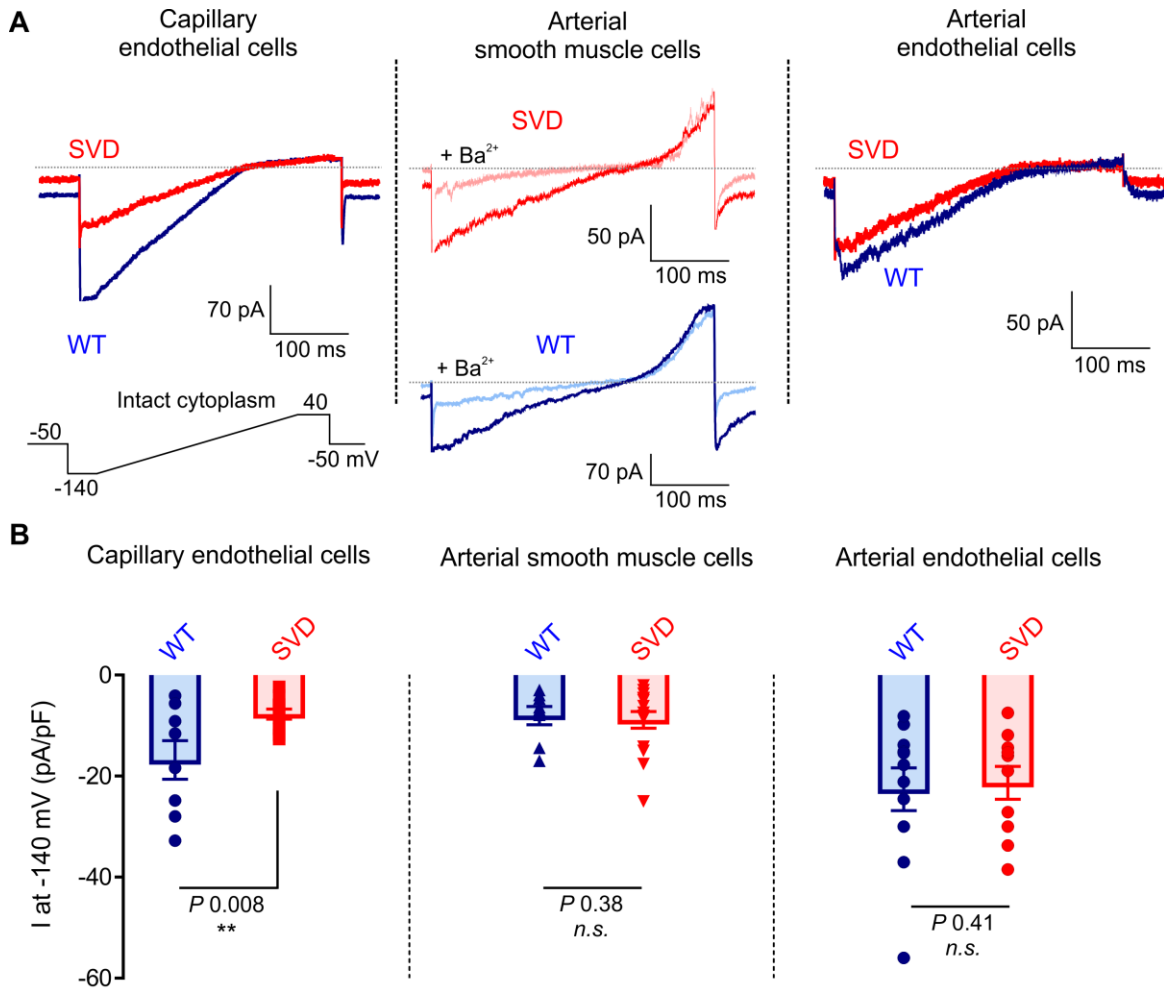 A
Capillary
endothelial cells
Arterial
smooth muscle cells
Arterial
endothelial cells
SVD
WT
70 pA
100 ms
Intact cytoplasm
-50
40
-140
-50 mV
SVD
+ Ba²⁺
50 pA
100 ms
WT
+ Ba²⁺
70 pA
100 ms
SVD
WT
50 pA
100 ms
B
Capillary endothelial cells
Arterial smooth muscle cells
Arterial endothelial cells
WT
SVD
WT
SVD
WT
SVD
I at -140 mV (pA/pF)
0
-20
-40
-60
P 0.008
**
P 0.38
n.s.
P 0.41
n.s.